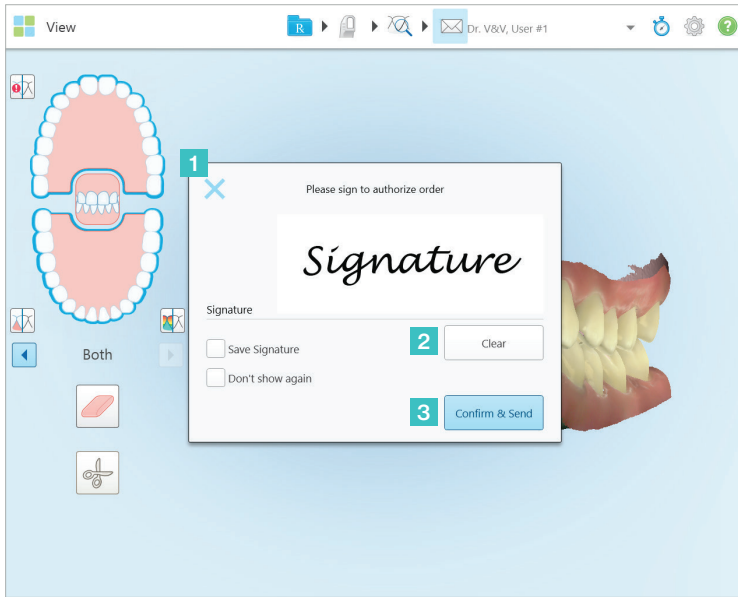 View
R
Dr. V&V, User #1
?
!
1
Please sign to authorize order
Signature
Signature
Save Signature
2
Clear
Don't show again
3
Confirm & Send
Both